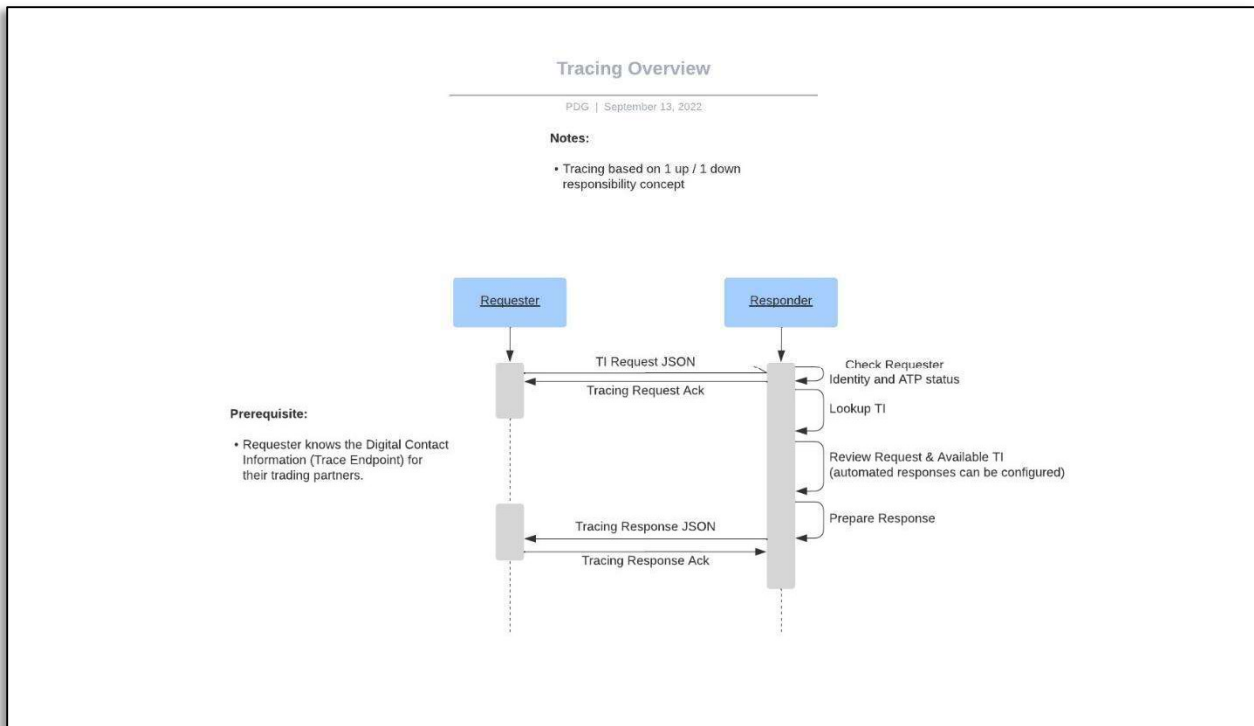 Tracing Overview
PDG | September 13, 2022
Notes:
• Tracing based on 1 up / 1 down
responsibility concept
Requester
Responder
TI Request JSON
Check Requester
Identity and ATP status
Tracing Request Ack
Lookup TI
Prerequisite:
• Requester knows the Digital Contact
Information (Trace Endpoint) for
their trading partners.
Review Request & Available TI
(automated responses can be configured)
Prepare Response
Tracing Response JSON
Tracing Response Ack